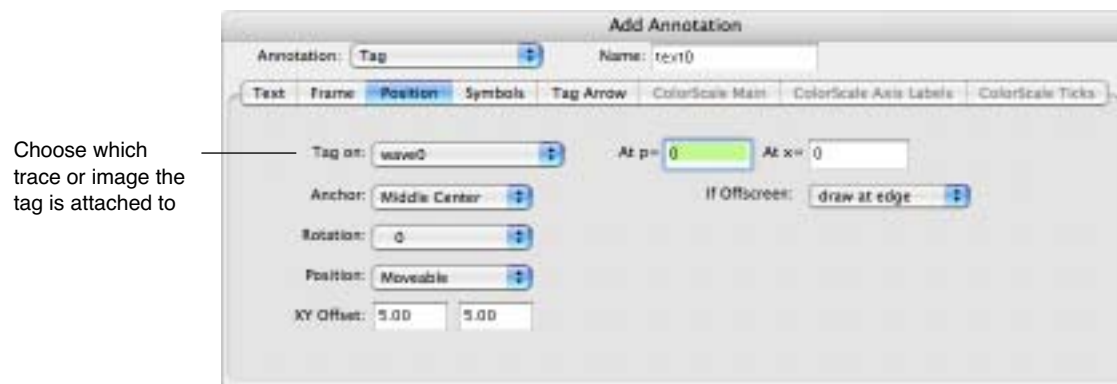 Add Annotation
Annotation: Tag Name: text0
Text Frame Position Symbols Tag Arrow ColorScale Main ColorScale Axis Labels ColorScale Ticks
Choose which
trace or image the
tag is attached to
Tag on: wave0 At p= 0 At x= 0
Anchor: Middle Center If Offscreen: draw at edge
Rotation: 0
Position: Moveable
XY Offset: 5.00 5.00